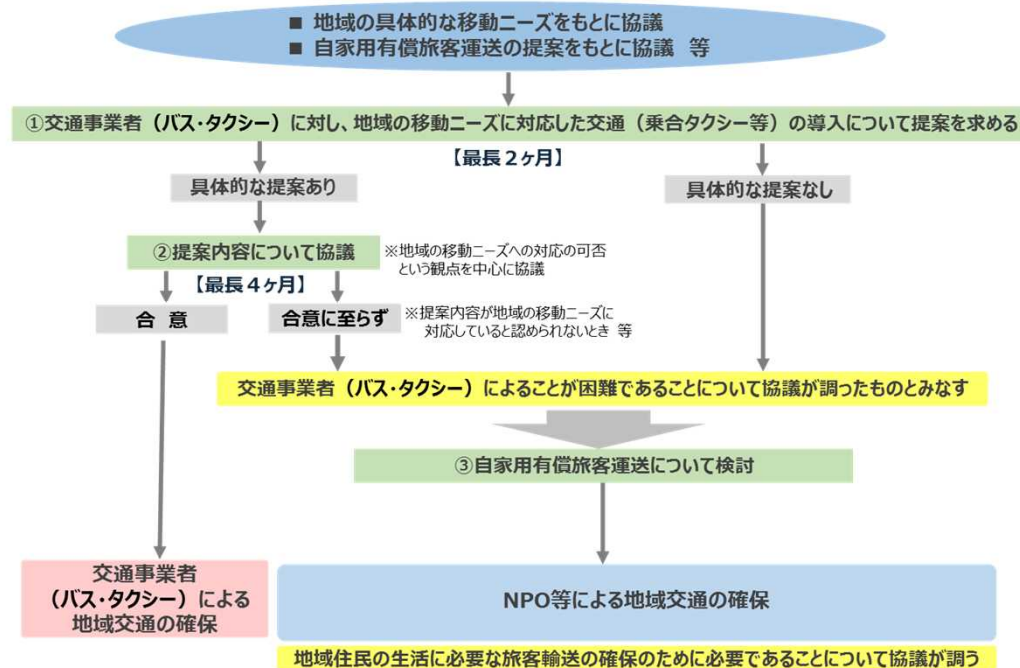 ■ 地域の具体的な移動ニーズをもとに協議
■ 自家用有償旅客運送の提案をもとに協議 等
①交通事業者(バス・タクシー)に対し、地域の移動ニーズに対応した交通(乗合タクシー等)の導入について提案を求める
【最長2ヶ月】
具体的な提案あり
具体的な提案なし
②提案内容について協議
※地域の移動ニーズへの対応の可否
という観点を中心に協議
【最長4ヶ月】
合 意
合意に至らず
※提案内容が地域の移動ニーズに
対応していると認められないとき 等
交通事業者(バス・タクシー)によることが困難であることについて協議が調ったものとみなす
③自家用有償旅客運送について検討
交通事業者
(バス・タクシー)による
地域交通の確保
NPO等による地域交通の確保
地域住民の生活に必要な旅客輸送の確保のために必要であることについて協議が調う